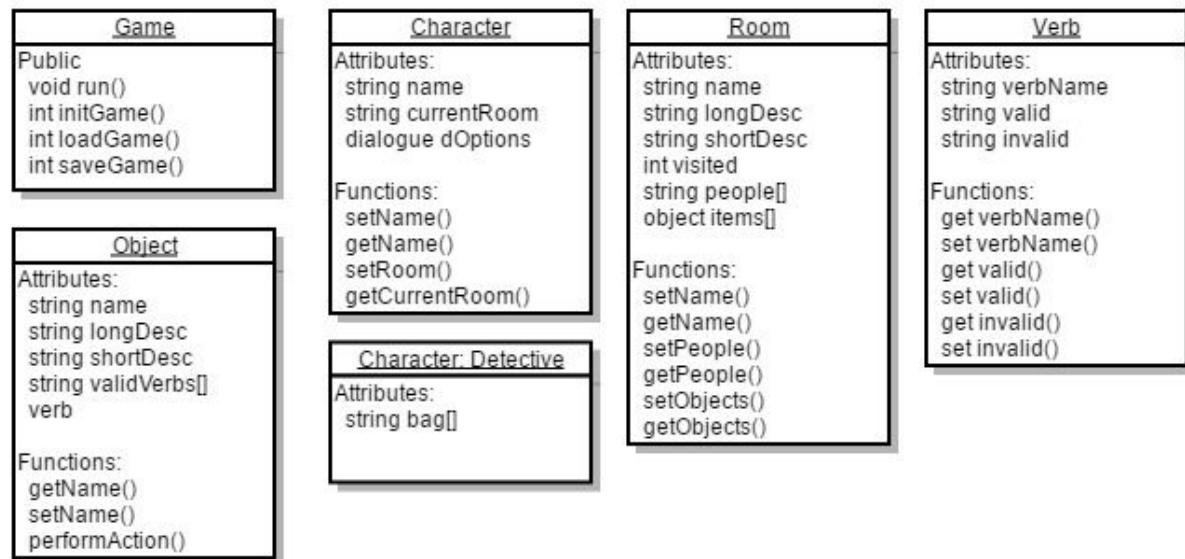 Game
Public
void run()
int initGame()
int loadGame()
int saveGame()
Object
Attributes:
string name
string longDesc
string shortDesc
string validVerbs[]
verb
Functions:
getName()
setName()
performAction()
Character
Attributes:
string name
string currentRoom
dialogue dOptions
Functions:
setName()
getName()
setRoom()
getCurrentRoom()
Character: Detective
Attributes:
string bag[]
Room
Attributes:
string name
string longDesc
string shortDesc
int visited
string people[]
object items[]
Functions:
setName()
getName()
setPeople()
getPeople()
setObjects()
getObjects()
Verb
Attributes:
string verbName
string valid
string invalid
Functions:
get verbName()
set verbName()
get valid()
set valid()
get invalid()
set invalid()